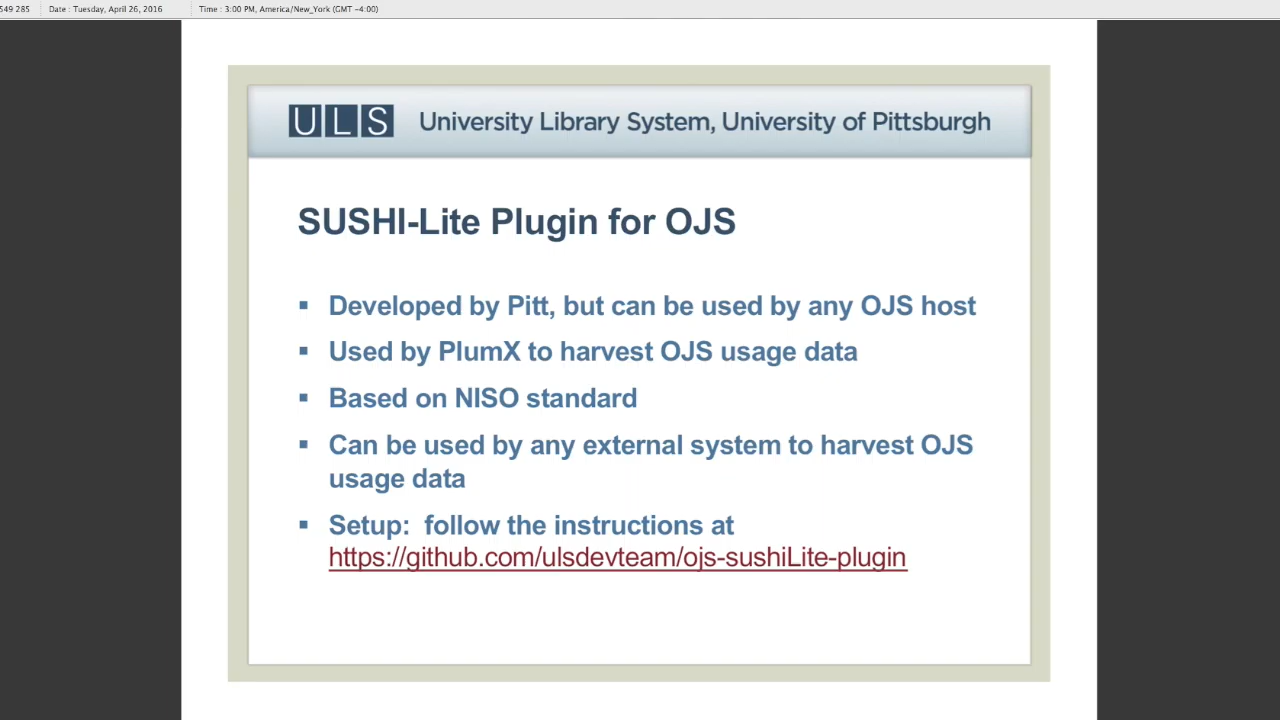 549 285 Date : Tuesday, April 26, 2016 Time : 3:00 PM, America/New_York (GMT -4:00)
ULS University Library System, University of Pittsburgh
SUSHI-Lite Plugin for OJS
▪ Developed by Pitt, but can be used by any OJS host
▪ Used by PlumX to harvest OJS usage data
▪ Based on NISO standard
▪ Can be used by any external system to harvest OJS
usage data
▪ Setup: follow the instructions at
https://github.com/ulsdevteam/ojs-sushiLite-plugin